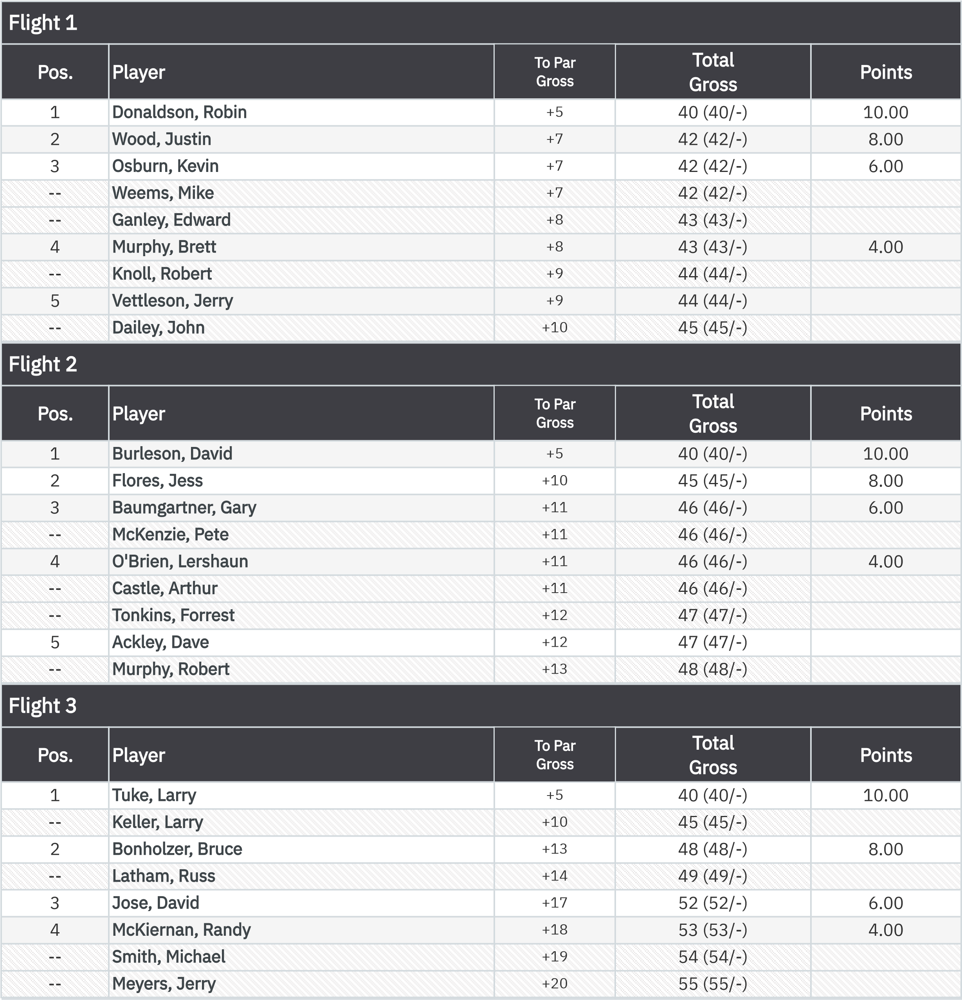 Flight 1
Pos. Player To Par Gross Total Gross Points
1 Donaldson, Robin +5 40 (40/-) 10.00
2 Wood, Justin +7 42 (42/-) 8.00
3 Osburn, Kevin +7 42 (42/-) 6.00
-- Weems, Mike +7 42 (42/-)
-- Ganley, Edward +8 43 (43/-)
4 Murphy, Brett +8 43 (43/-) 4.00
-- Knoll, Robert +9 44 (44/-)
5 Vettleson, Jerry +9 44 (44/-)
-- Dailey, John +10 45 (45/-)
Flight 2
Pos. Player To Par Gross Total Gross Points
1 Burleson, David +5 40 (40/-) 10.00
2 Flores, Jess +10 45 (45/-) 8.00
3 Baumgartner, Gary +11 46 (46/-) 6.00
-- McKenzie, Pete +11 46 (46/-)
4 O'Brien, Lershaun +11 46 (46/-) 4.00
-- Castle, Arthur +11 46 (46/-)
-- Tonkins, Forrest +12 47 (47/-)
5 Ackley, Dave +12 47 (47/-)
-- Murphy, Robert +13 48 (48/-)
Flight 3
Pos. Player To Par Gross Total Gross Points
1 Tuke, Larry +5 40 (40/-) 10.00
-- Keller, Larry +10 45 (45/-)
2 Bonholzer, Bruce +13 48 (48/-) 8.00
-- Latham, Russ +14 49 (49/-)
3 Jose, David +17 52 (52/-) 6.00
4 McKiernan, Randy +18 53 (53/-) 4.00
-- Smith, Michael +19 54 (54/-)
-- Meyers, Jerry +20 55 (55/-)